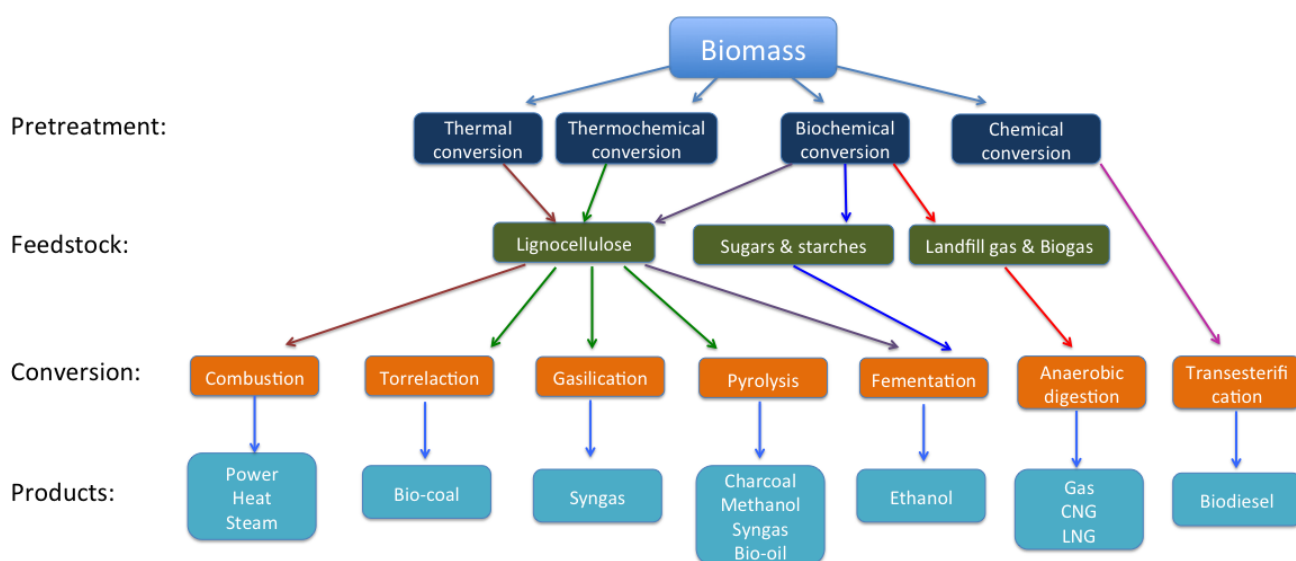 Biomass
Pretreatment:
Thermal
conversion
Thermochemical
conversion
Biochemical
conversion
Chemical
conversion
Feedstock:
Lignocellulose
Sugars & starches
Landfill gas & Biogas
Conversion:
Combustion
Torrelaction
Gasilication
Pyrolysis
Fementation
Anaerobic
digestion
Transesterifi
cation
Products:
Power
Heat
Steam
Bio-coal
Syngas
Charcoal
Methanol
Syngas
Bio-oil
Ethanol
Gas
CNG
LNG
Biodiesel